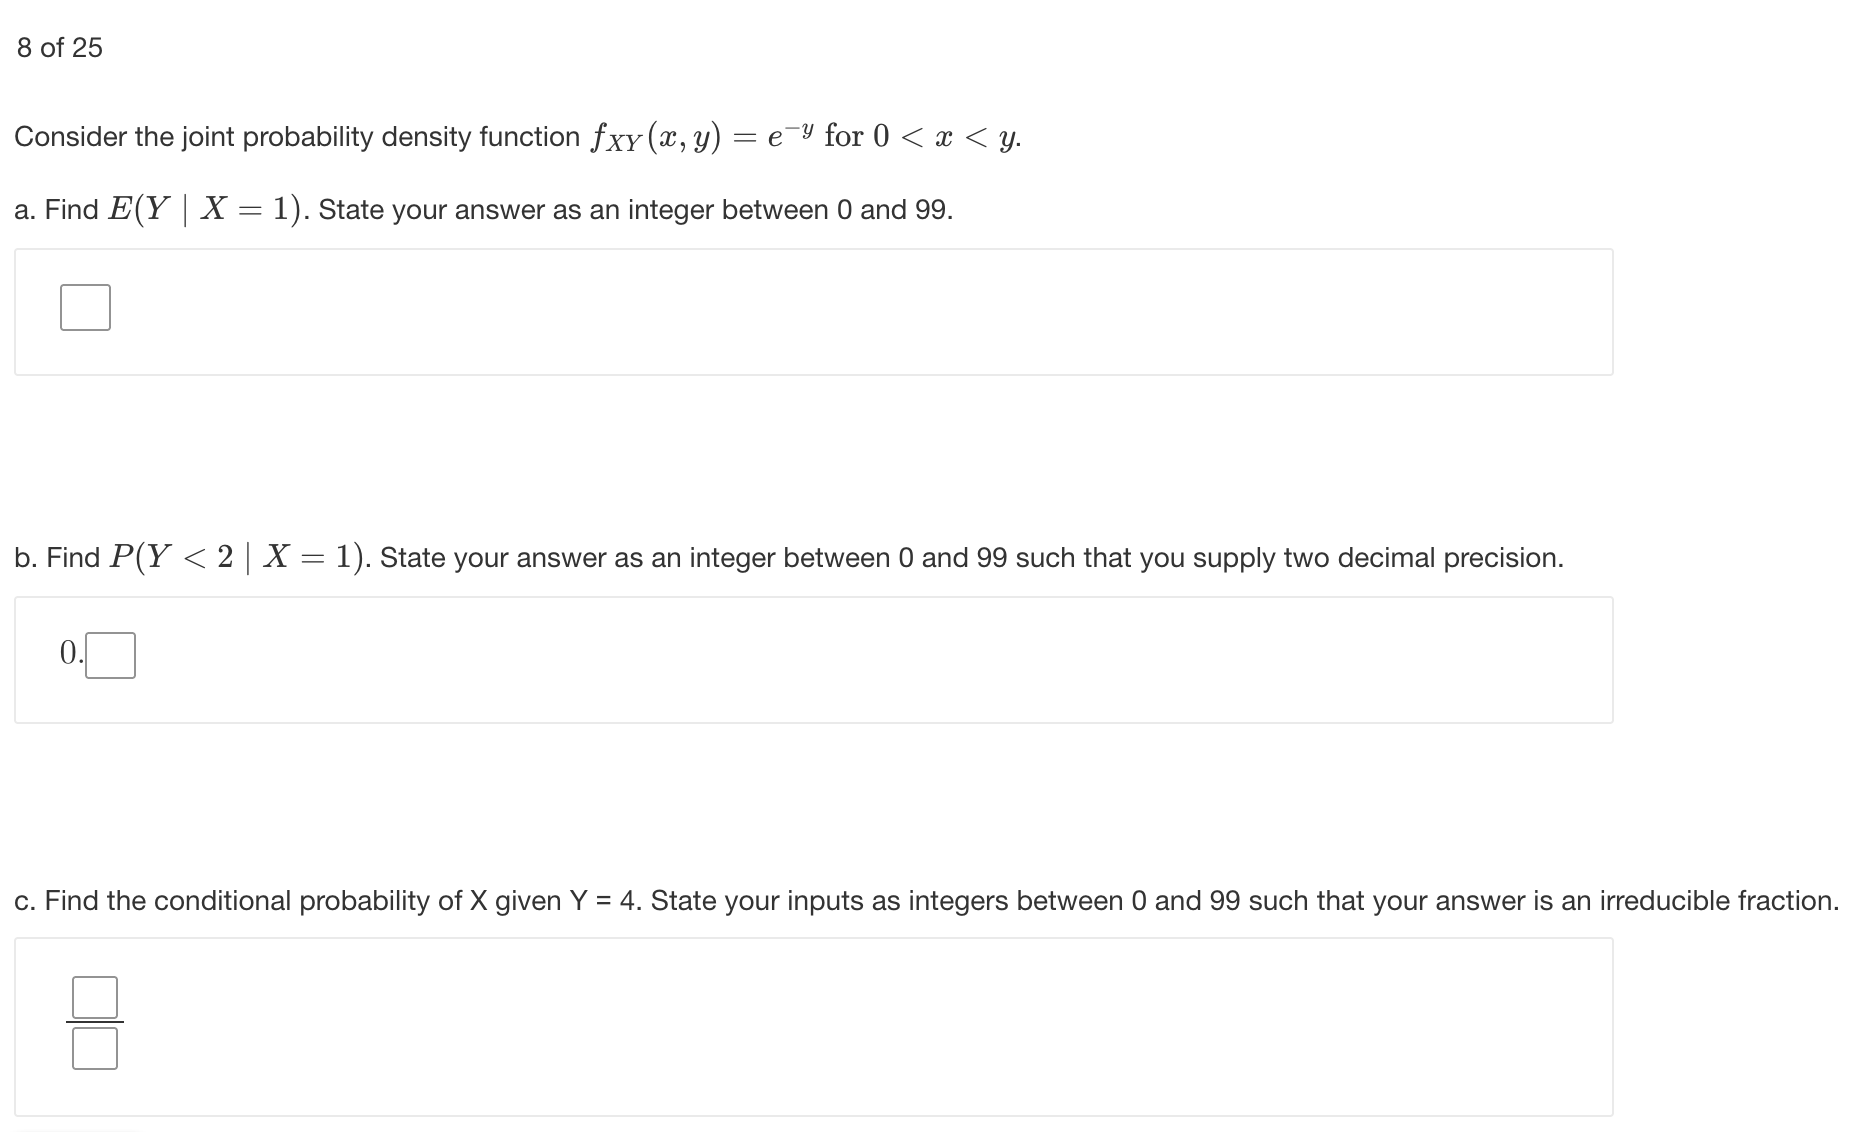 8 of 25
Consider the joint probability density function $f_{XY}(x, y) = e^{-y}$ for $0 < x < y$.
a. Find $E(Y \mid X = 1)$. State your answer as an integer between 0 and 99.
b. Find $P(Y < 2 \mid X = 1)$. State your answer as an integer between 0 and 99 such that you supply two decimal precision.
0.
c. Find the conditional probability of X given Y = 4. State your inputs as integers between 0 and 99 such that your answer is an irreducible fraction.